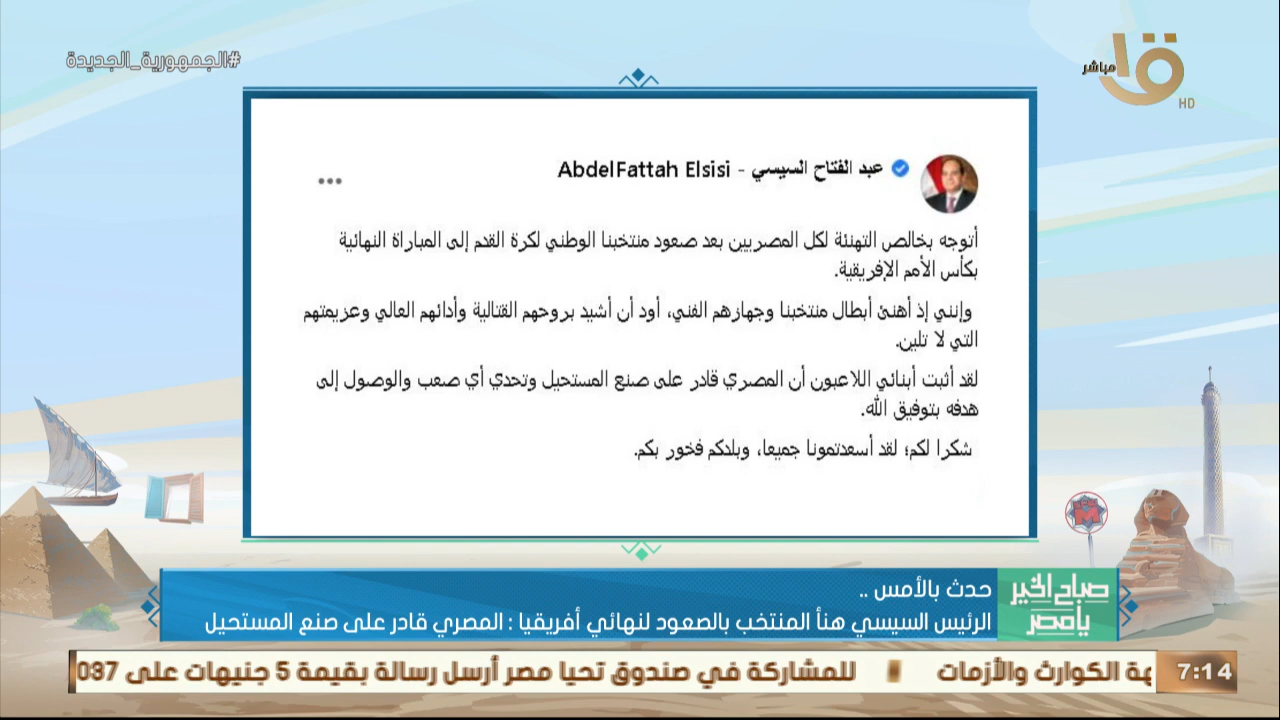 #الجمهورية_الجديدة
مباشر
HD
عبد الفتاح السيسي - AbdelFattah Elsisi
أتوجه بخالص التهنئة لكل المصريين بعد صعود منتخبنا الوطني لكرة القدم إلى المباراة النهائية
بكأس الأمم الإفريقية.
وإنني إذ أهنئ أبطال منتخبنا وجهازهم الفني، أود أن أشيد بروحهم القتالية وأدائهم العالي وعزيمتهم
التي لا تلين.
لقد أثبت أبنائي اللاعبون أن المصري قادر على صنع المستحيل وتحدي أي صعب والوصول إلى
هدفه بتوفيق الله.
شكرا لكم؛ لقد أسعدتمونا جميعا، وبلدكم فخور بكم.
صباح الخير
يا مصر
حدث بالأمس ..
الرئيس السيسي هنأ المنتخب بالصعود لنهائي أفريقيا : المصري قادر على صنع المستحيل
7:14
هة الكوارث والأزمات للمشاركة في صندوق تحيا مصر أرسل رسالة بقيمة 5 جنيهات على 037